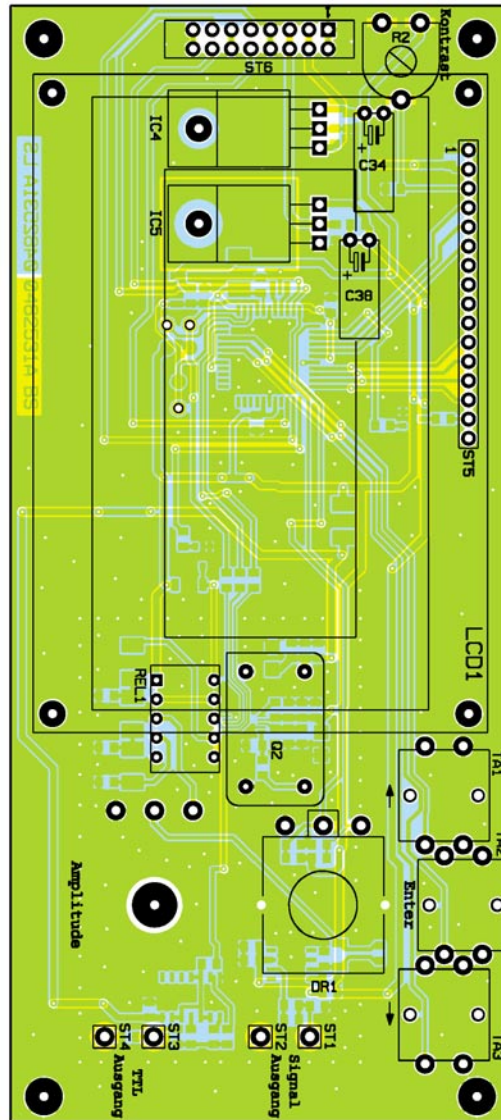 Kontrast
R2
ST6
IC4
C34
1
IC5
C38
ST5
LCD1
REL1
Q2
TA1
TA2
Enter
Amplitude
DR1
TA3
ST4
ST3
ST2
ST1
TTL
Ausgang
Signal
Ausgang